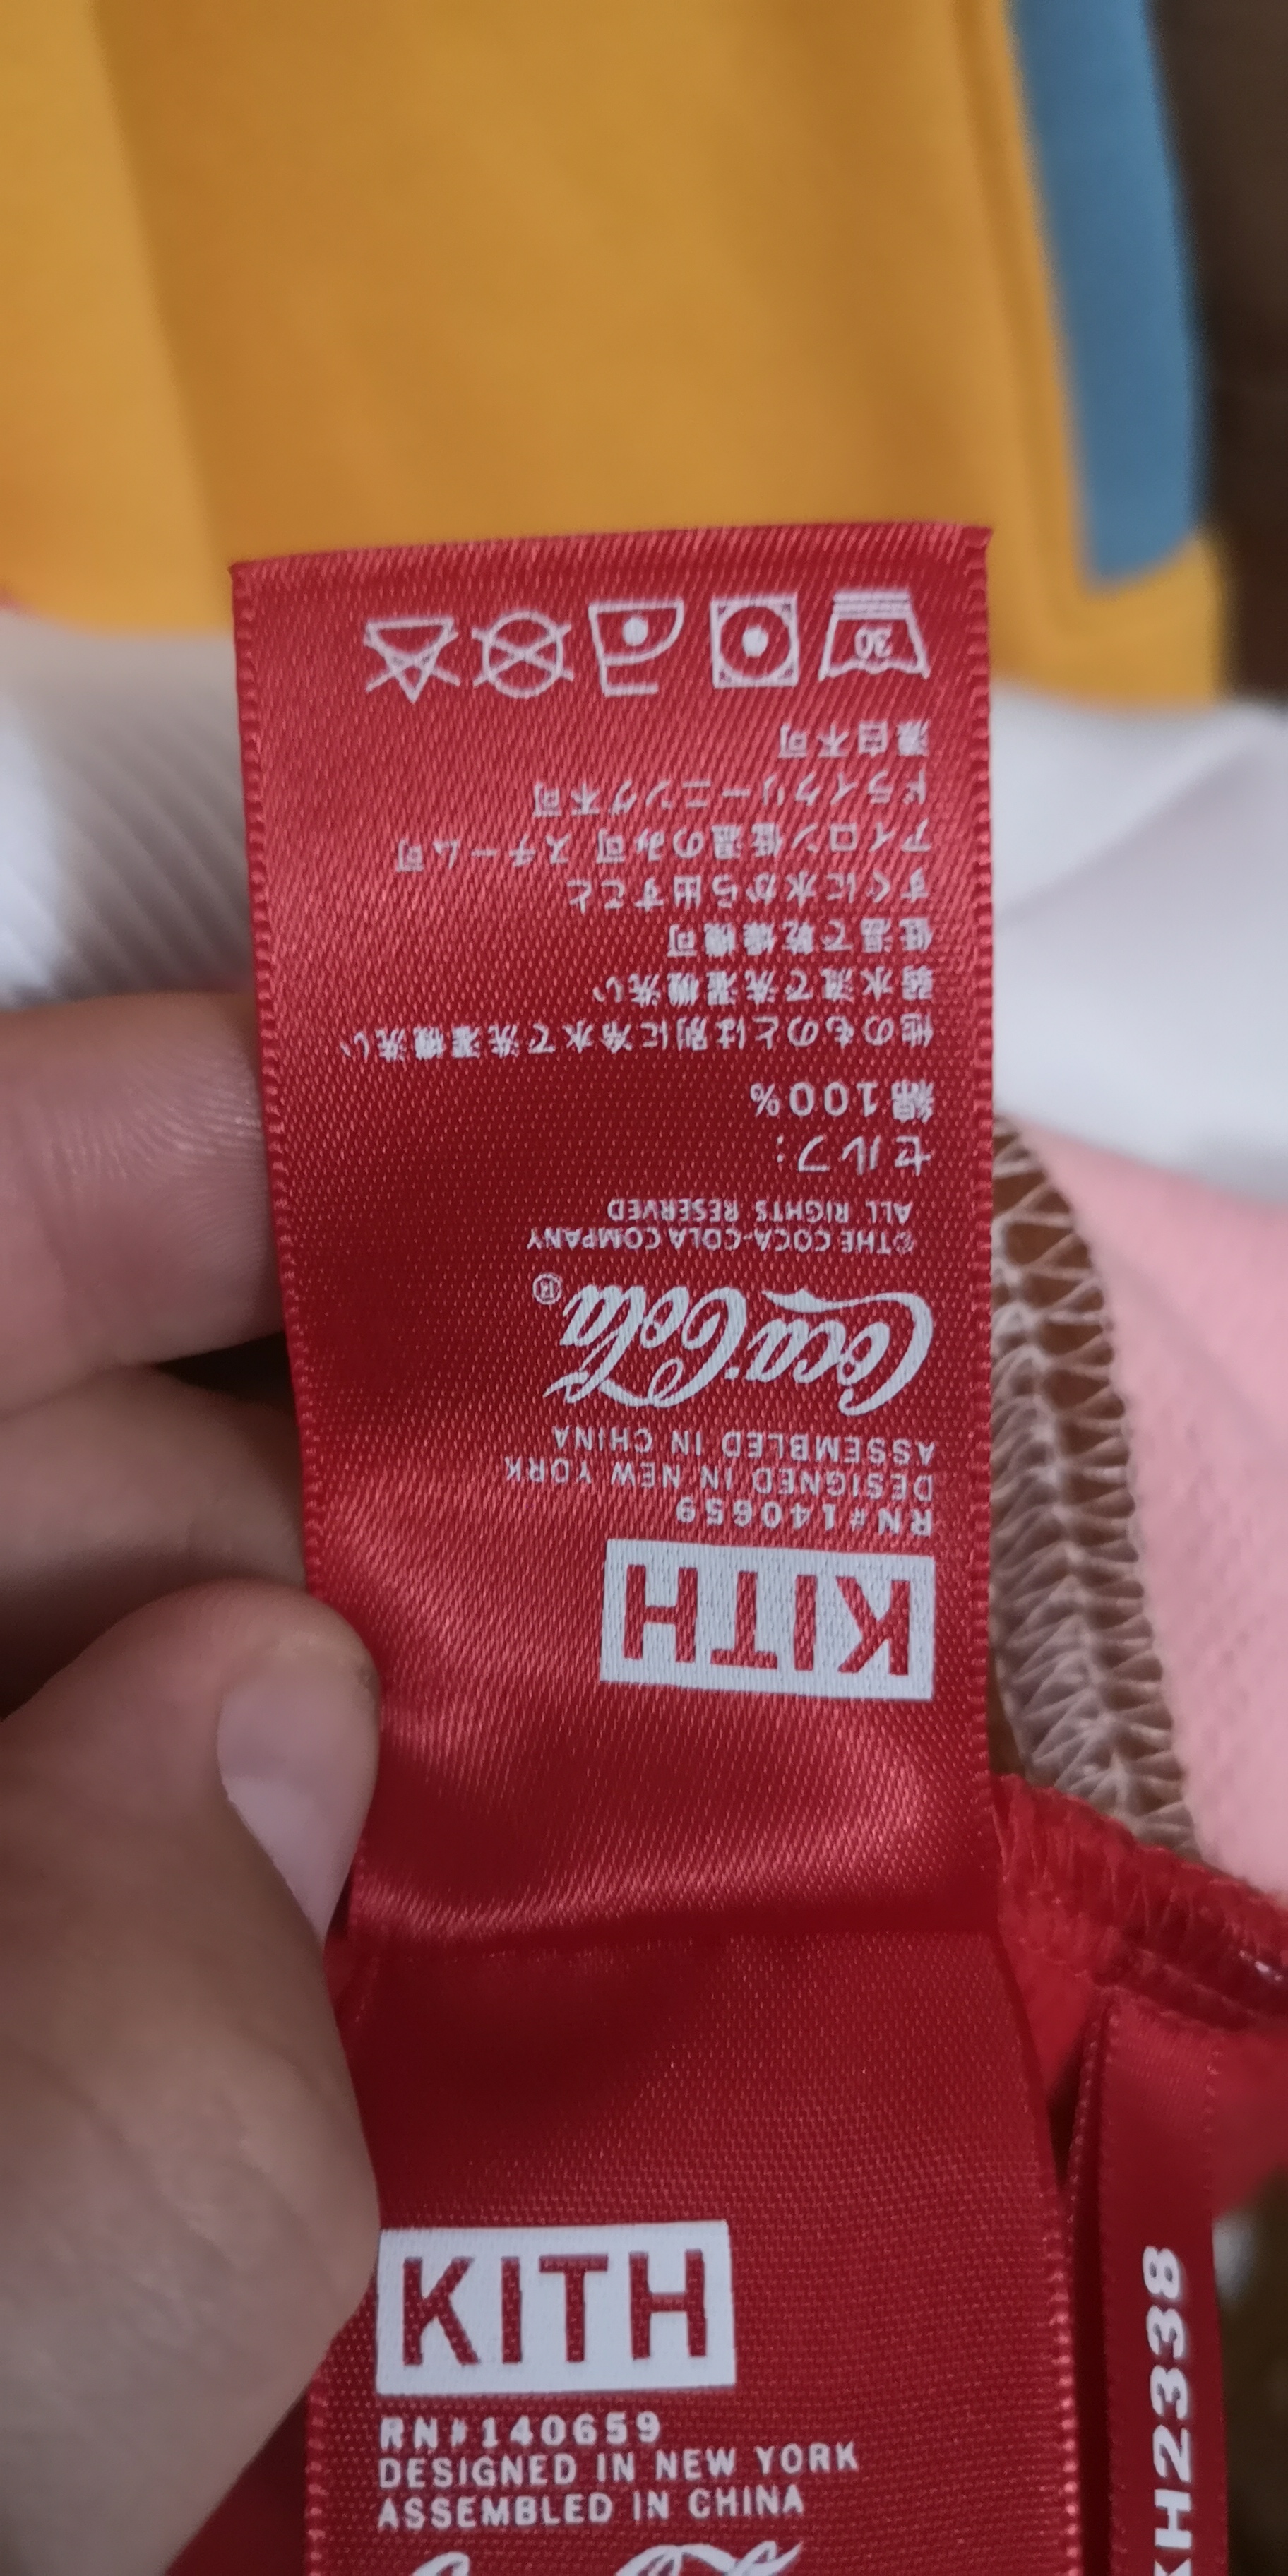 KITH
RN#140659
DESIGNED IN NEW YORK
ASSEMBLED IN CHINA
Coca-Cola®
©THE COCA-COLA COMPANY
ALL RIGHTS RESERVED
セルフ:
綿100%
他のものとは別に冷水で洗濯機洗い
弱水流で洗濯機洗い
低温で乾燥機可
すぐに水から出すこと
アイロン低温のみ可 スチーム可
ドライクリーニング不可
漂白不可
30
KITH
RN#140659
DESIGNED IN NEW YORK
ASSEMBLED IN CHINA
KH2338